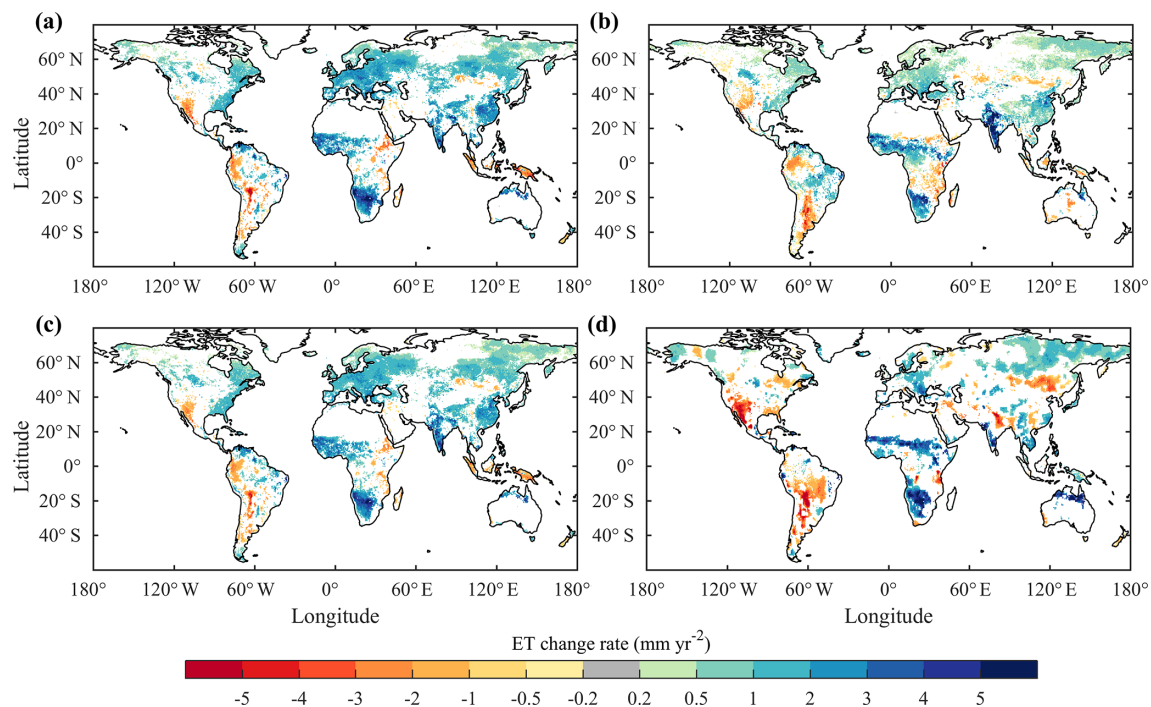 (a) (b)
60° N 60° N
40° N 40° N
20° N 20° N
0° 0°
20° S 20° S
40° S 40° S
Latitude
180° 120° W 60° W 0° 60° E 120° E 180° 180° 120° W 60° W 0° 60° E 120° E 180°
(c) (d)
60° N 60° N
40° N 40° N
20° N 20° N
0° 0°
20° S 20° S
40° S 40° S
Latitude
180° 120° W 60° W 0° 60° E 120° E 180° 180° 120° W 60° W 0° 60° E 120° E 180°
Longitude Longitude
ET change rate (mm yr⁻²)
-5 -4 -3 -2 -1 -0.5 -0.2 0.2 0.5 1 2 3 4 5